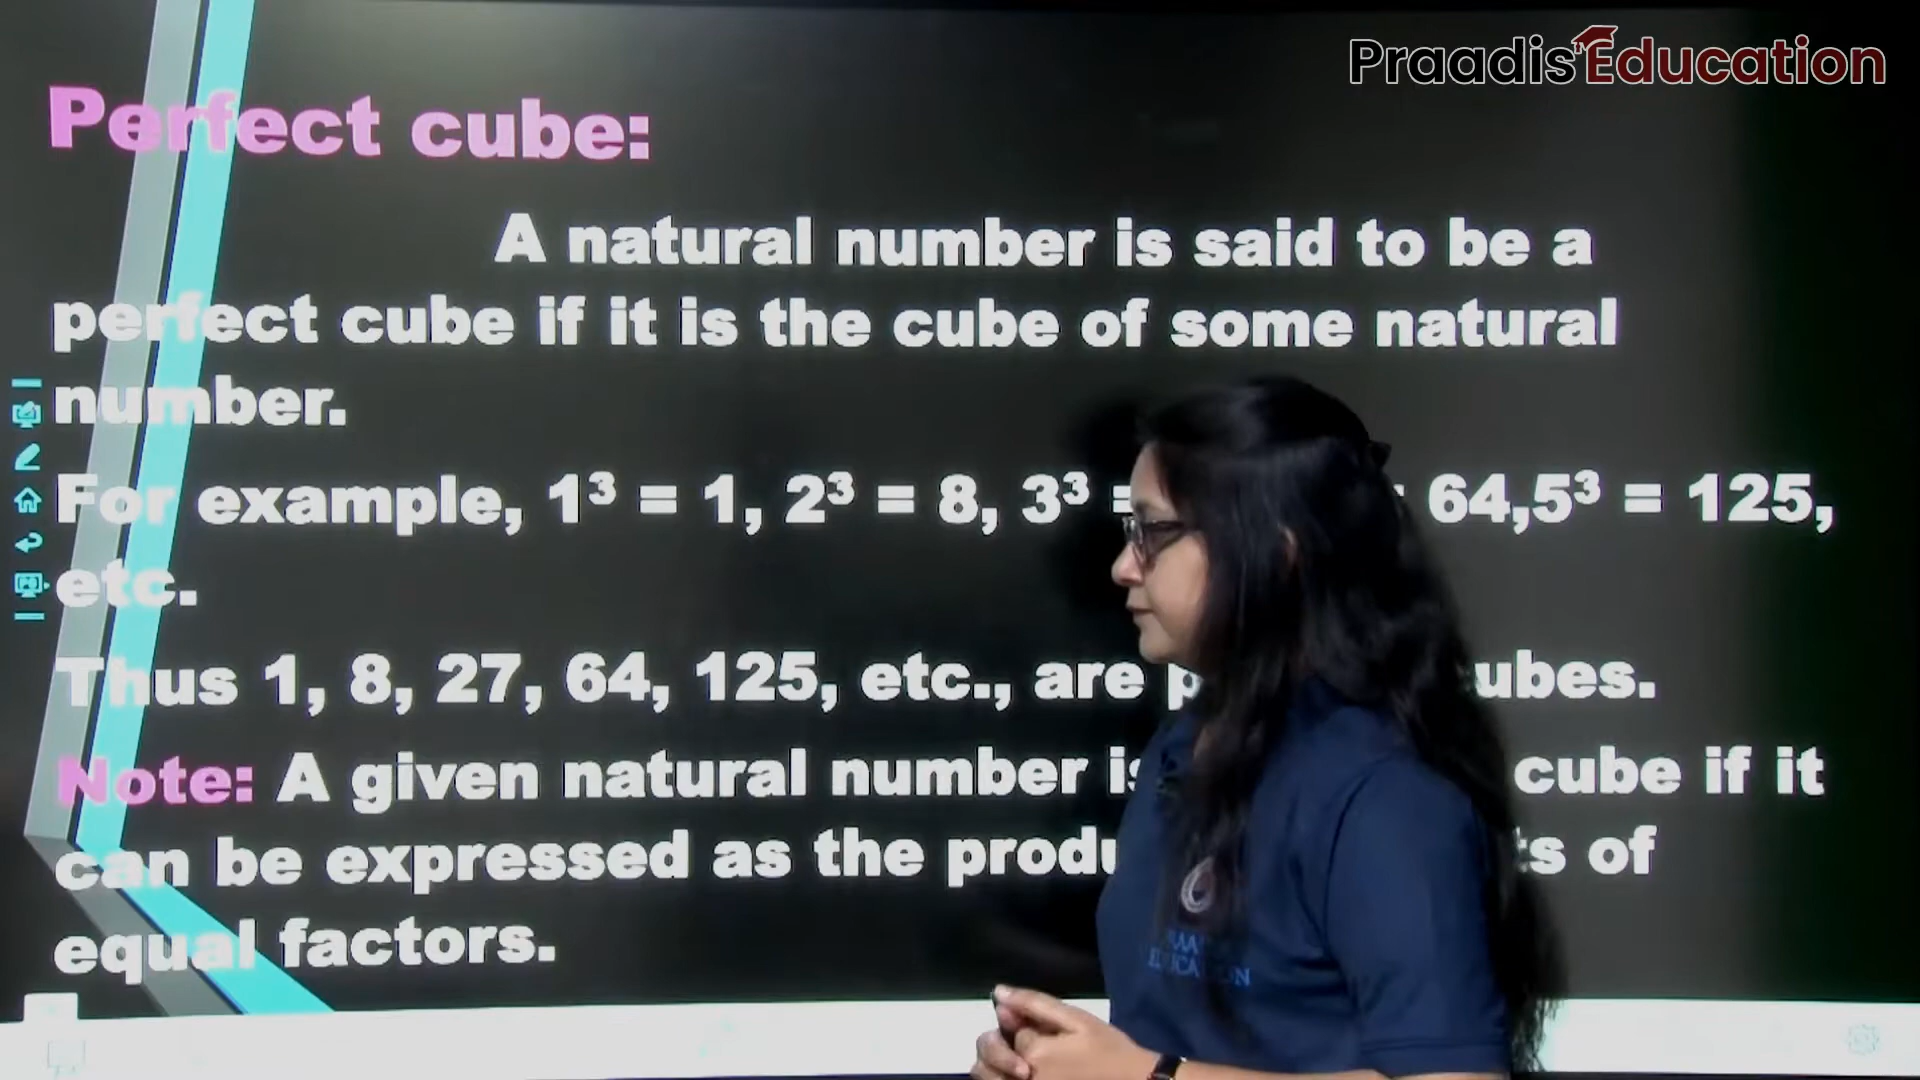 Praadis Education
Perfect cube:
A natural number is said to be a
perfect cube if it is the cube of some natural
number.
For example, 1³ = 1, 2³ = 8, 3³ = 64,5³ = 125,
etc.
Thus 1, 8, 27, 64, 125, etc., are
Note: A given natural number is cube if it
can be expressed as the of
equal factors.